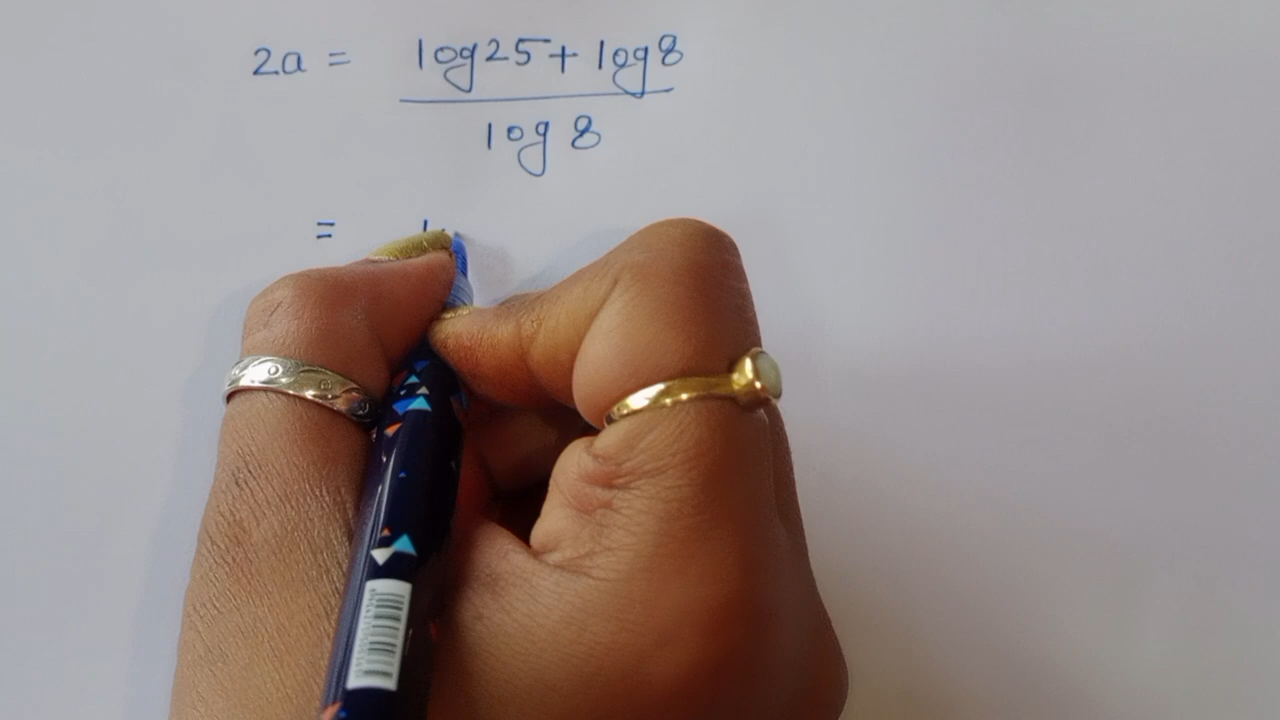 2a = log25 + log8
log 8
=